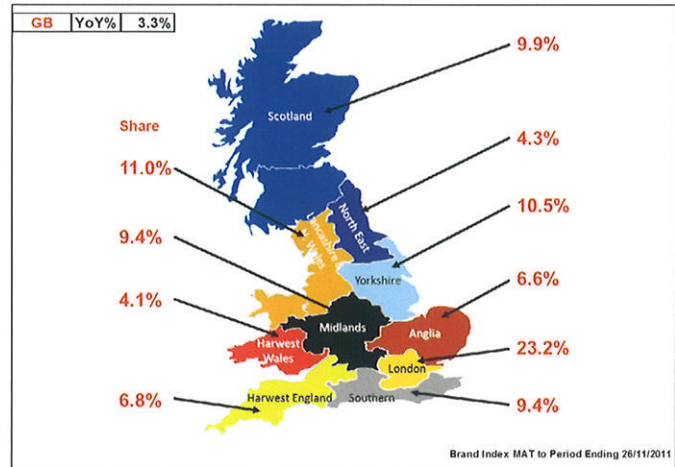 GB YoY% 3.3%
9.9%
Scotland
Share
4.3%
11.0%
North East
10.5%
Lancashire
Wales
9.4%
Yorkshire
6.6%
4.1%
Midlands
Anglia
Harwest
Wales
23.2%
London
6.8%
Harwest England
Southern
9.4%
Brand Index MAT to Period Ending 26/11/2011